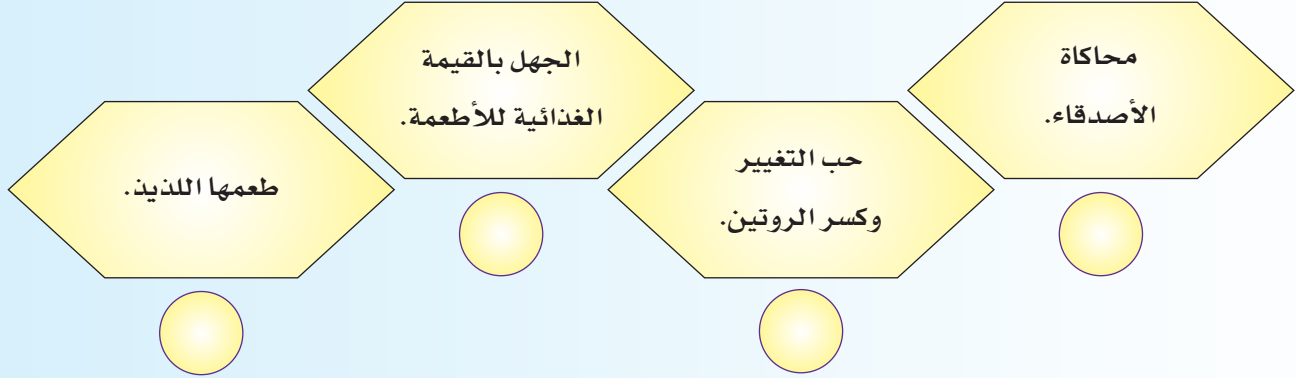 محاكاة
الأصدقاء.
حب التغيير
وكسر الروتين.
الجهل بالقيمة
الغذائية للأطعمة.
طعمها اللذيذ.